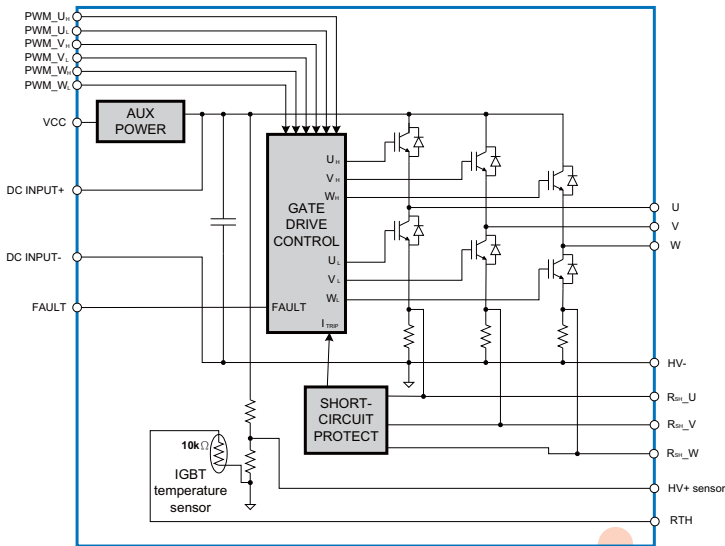 PWM_UH
PWM_UL
PWM_VH
PWM_VL
PWM_WH
PWM_WL
VCC
AUX
POWER
DC INPUT+
DC INPUT-
FAULT
UH
VH
WH
GATE
DRIVE
CONTROL
UL
VL
WL
FAULT
ITRIP
U
V
W
HV-
SHORT-
CIRCUIT
PROTECT
RSH_U
RSH_V
RSH_W
10kΩ
IGBT
temperature
sensor
HV+ sensor
RTH